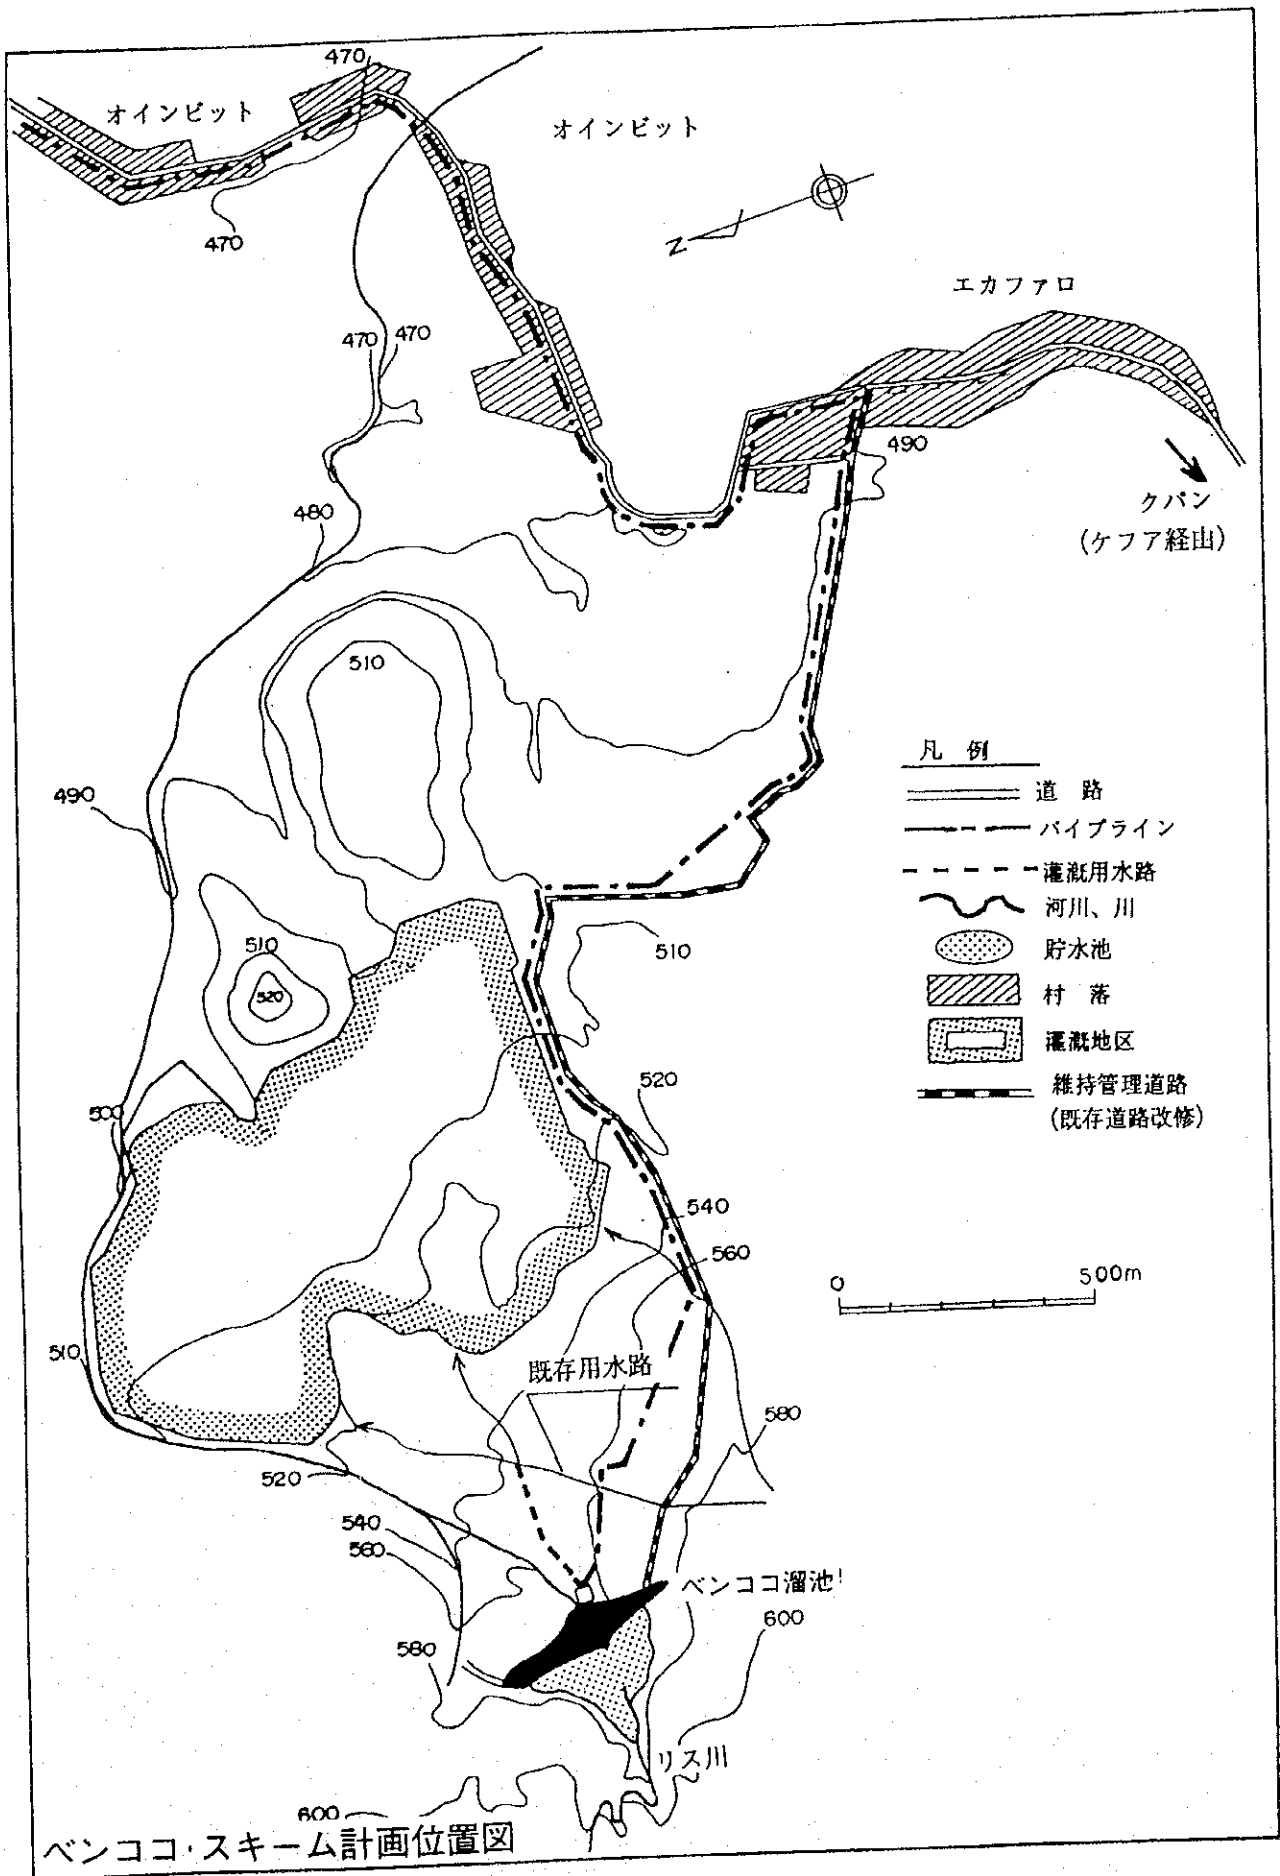 470
オインビット
オインビット
470
N
エカファロ
470
470
490
クパン
(ケフア経山)
480
510
凡 例
道 路
パイプライン
灌漑用水路
河川、川
貯水池
村 落
灌漑地区
維持管理道路
(既存道路改修)
490
510
510
520
520
500
540
560
0
500m
510
既存用水路
580
520
540
560
ベンココ溜池
600
580
リス川
600
ベンココ・スキーム計画位置図